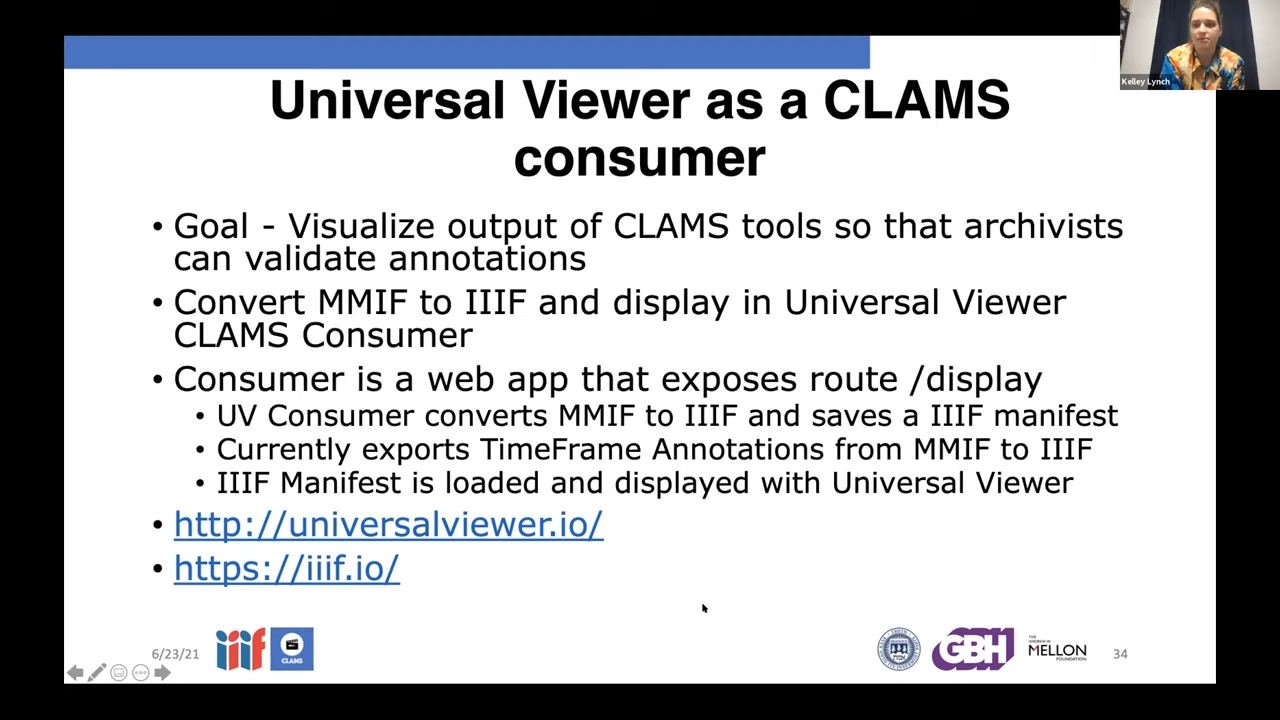 Kelley Lynch
Universal Viewer as a CLAMS
consumer
• Goal - Visualize output of CLAMS tools so that archivists
can validate annotations
• Convert MMIF to IIIF and display in Universal Viewer
CLAMS Consumer
• Consumer is a web app that exposes route /display
• UV Consumer converts MMIF to IIIF and saves a IIIF manifest
• Currently exports TimeFrame Annotations from MMIF to IIIF
• IIIF Manifest is loaded and displayed with Universal Viewer
• http://universalviewer.io/
• https://iiif.io/
6/23/21
iiif
CLAMS
GBH
THE
ANDREW W.
MELLON
FOUNDATION
34